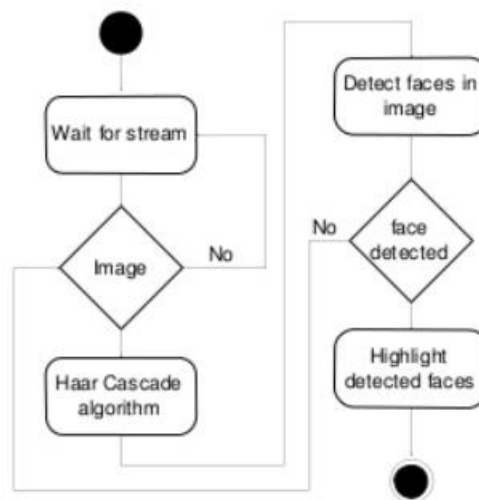 Wait for stream
Image
No
Haar Cascade
algorithm
Detect faces in
image
No
face
detected
Highlight
detected faces